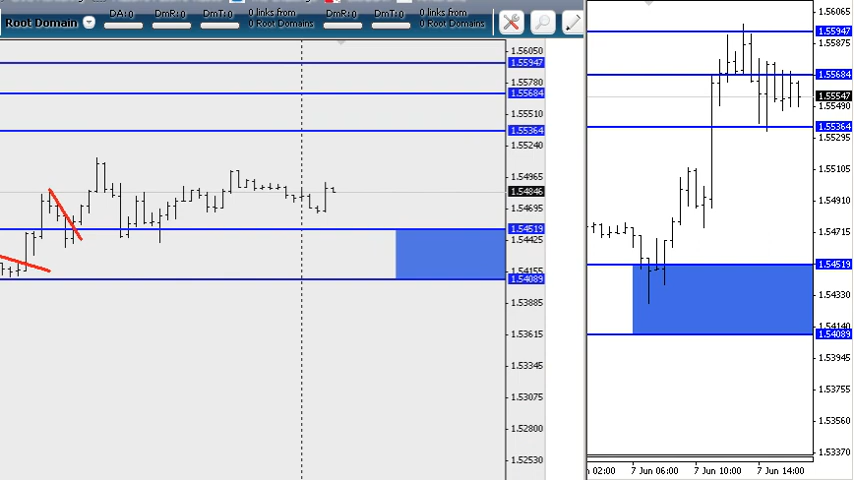 Root Domain
DA:0
DmR:0
DmT:0
0 links from
0 Root Domains
DmR:0
DmT:0
0 links from
0 Root Domains
1.56050
1.55947
1.55780
1.55684
1.55510
1.55364
1.55240
1.54965
1.54846
1.54695
1.54519
1.54425
1.54155
1.54089
1.53885
1.53615
1.53345
1.53075
1.52800
1.52530
1.56065
1.55947
1.55875
1.55684
1.55547
1.55490
1.55364
1.55295
1.55105
1.54910
1.54715
1.54519
1.54330
1.54140
1.54089
1.53945
1.53755
1.53560
1.53370
n 02:00
7 Jun 06:00
7 Jun 10:00
7 Jun 14:00